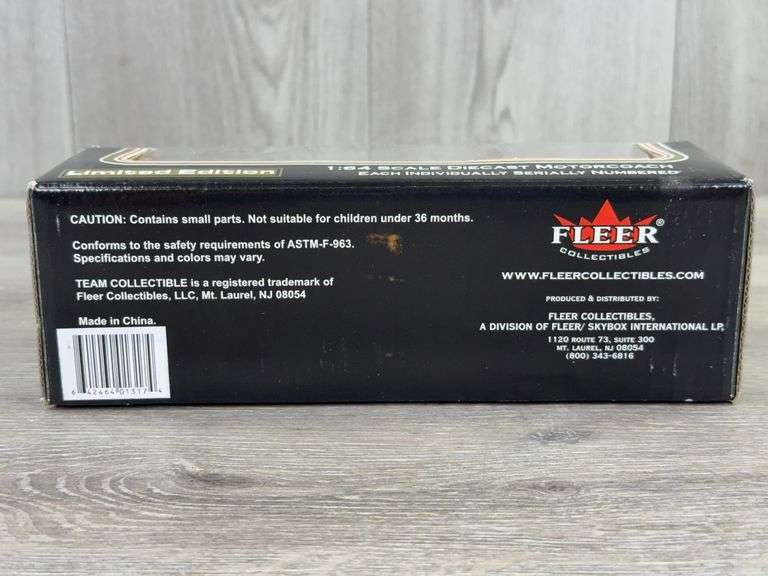 Limited Edition
1:64 SCALE DIECAST MOTORCOACH
EACH INDIVIDUALLY SERIALLY NUMBERED
CAUTION: Contains small parts. Not suitable for children under 36 months.
Conforms to the safety requirements of ASTM-F-963.
Specifications and colors may vary.
TEAM COLLECTIBLE is a registered trademark of
Fleer Collectibles, LLC, Mt. Laurel, NJ 08054
Made in China.
6 42464 01317 4
FLEER®
COLLECTIBLES
WWW.FLEERCOLLECTIBLES.COM
PRODUCED & DISTRIBUTED BY:
FLEER COLLECTIBLES,
A DIVISION OF FLEER/ SKYBOX INTERNATIONAL LP.
1120 ROUTE 73, SUITE 300
MT. LAUREL, NJ 08054
(800) 343-6816